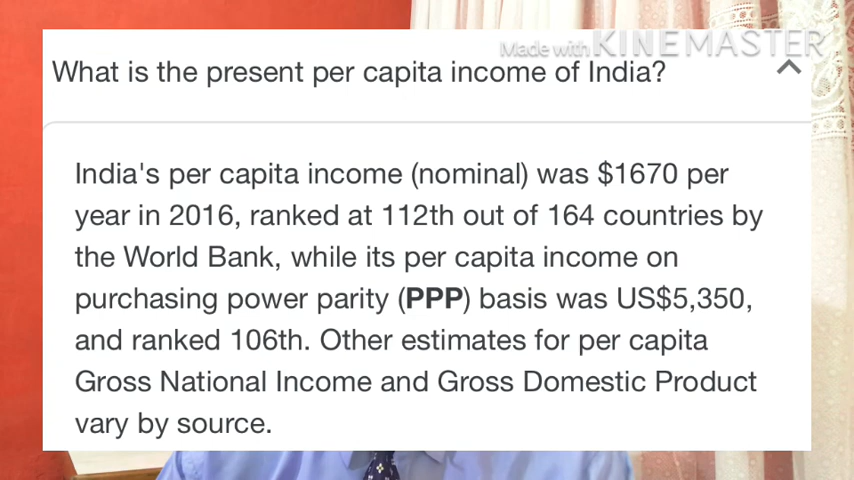 Made with KINEMASTER
What is the present per capita income of India?
India's per capita income (nominal) was $1670 per
year in 2016, ranked at 112th out of 164 countries by
the World Bank, while its per capita income on
purchasing power parity (PPP) basis was US$5,350,
and ranked 106th. Other estimates for per capita
Gross National Income and Gross Domestic Product
vary by source.